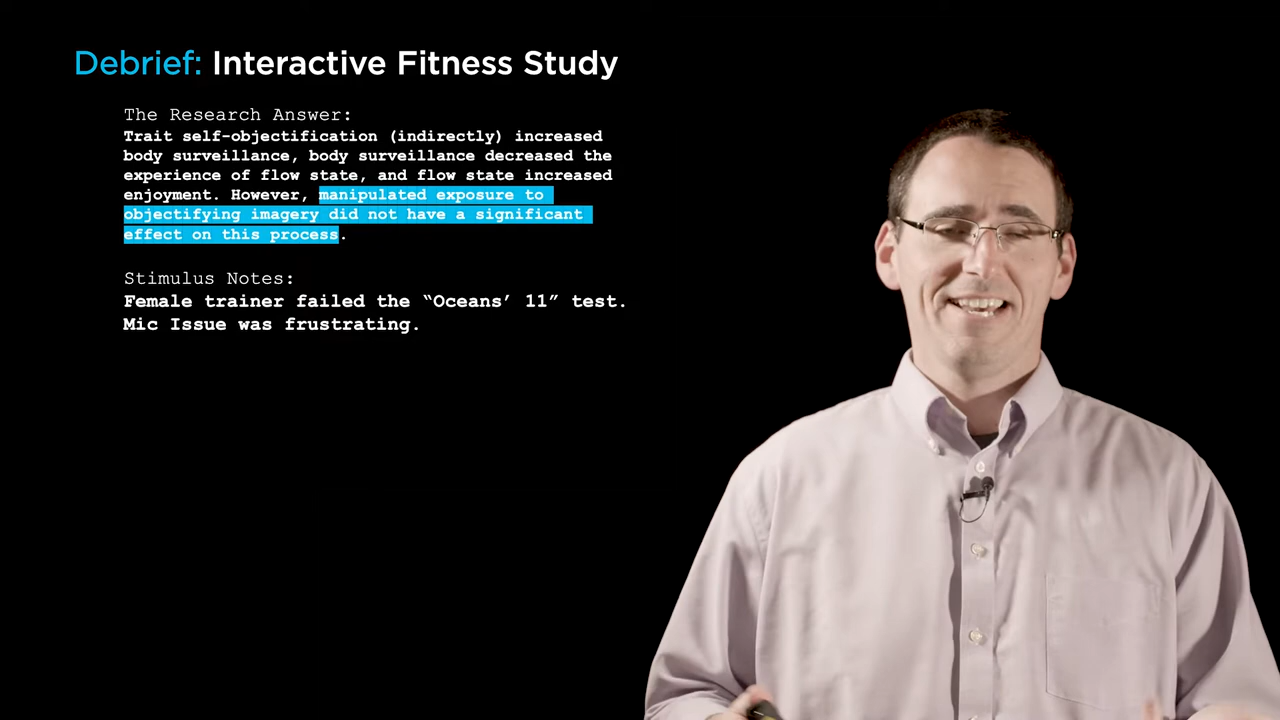 Debrief: Interactive Fitness Study
The Research Answer:
Trait self-objectification (indirectly) increased
body surveillance, body surveillance decreased the
experience of flow state, and flow state increased
enjoyment. However, manipulated exposure to
objectifying imagery did not have a significant
effect on this process.
Stimulus Notes:
Female trainer failed the “Oceans’ 11” test.
Mic Issue was frustrating.